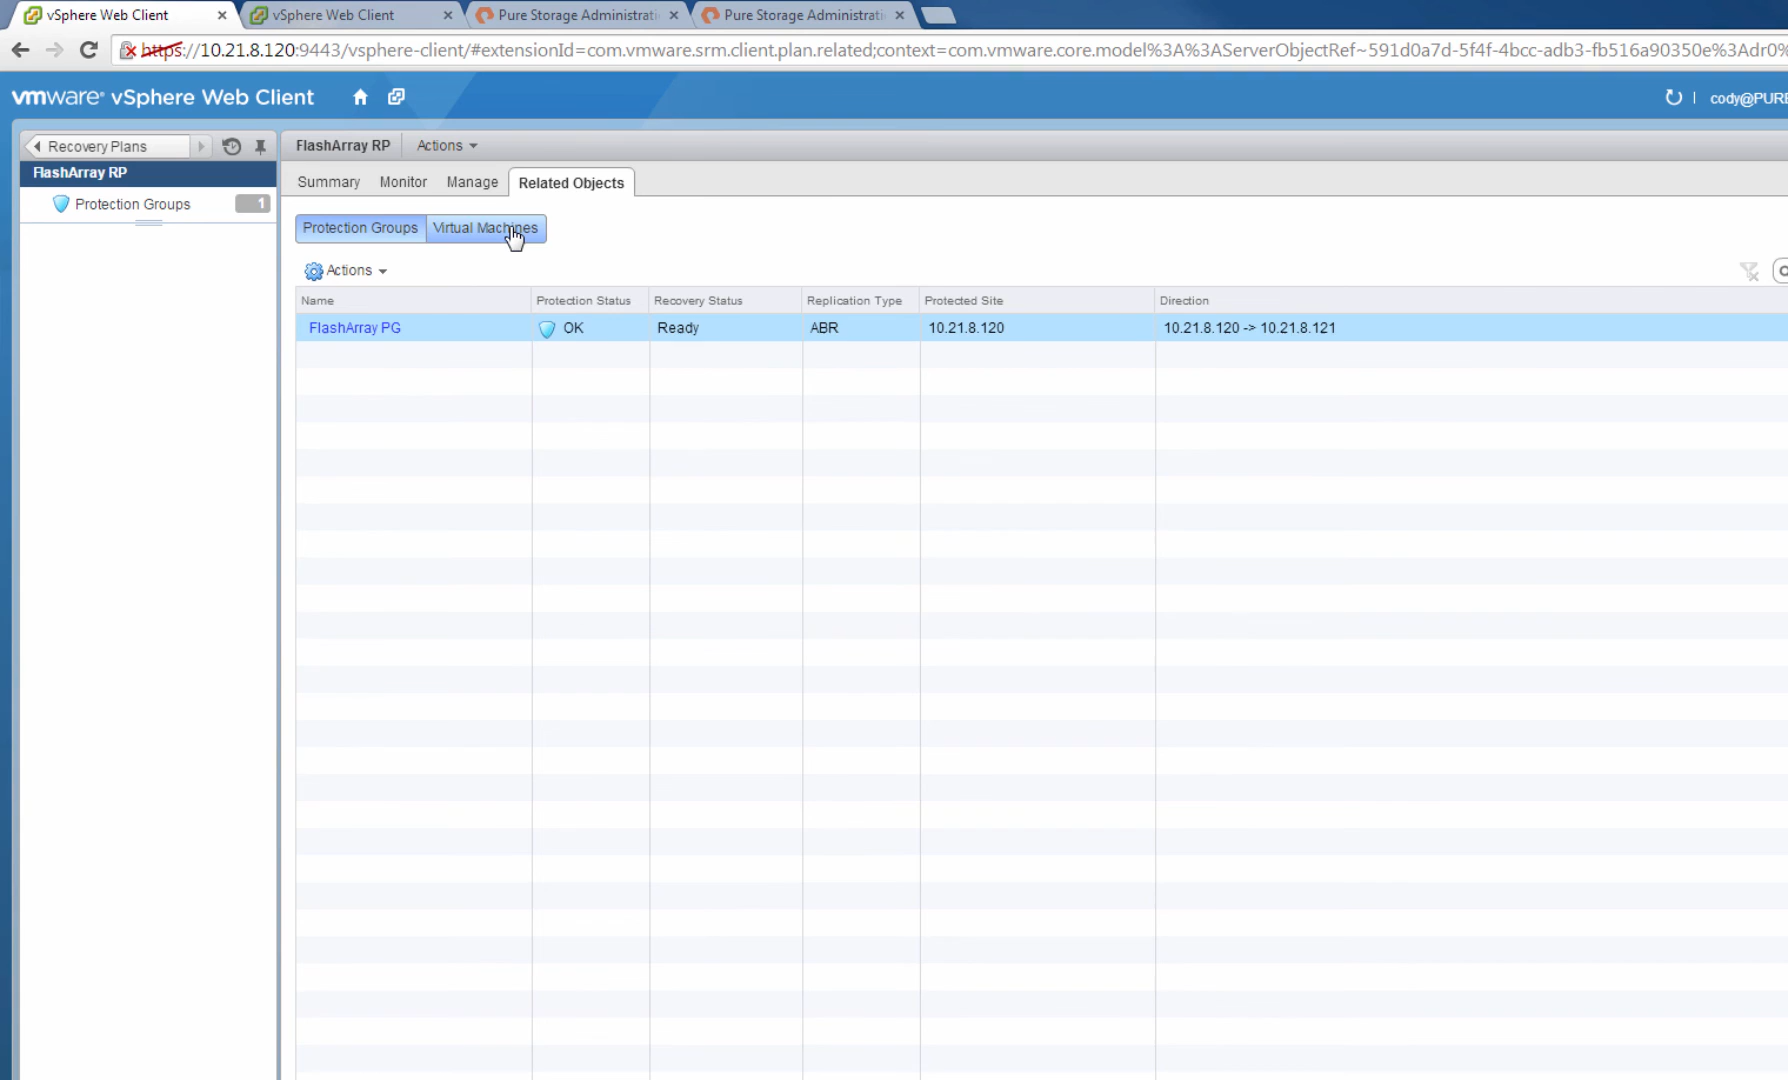 vSphere Web Client
vSphere Web Client
Pure Storage Administrati
Pure Storage Administrati
https://10.21.8.120:9443/vsphere-client/#extensionId=com.vmware.srm.client.plan.related;context=com.vmware.core.model%3A%3AServerObjectRef~591d0a7d-5f4f-4bcc-adb3-fb516a90350e%3Adr0%
vmware® vSphere Web Client
cody@PURE
Recovery Plans
FlashArray RP
Actions
FlashArray RP
Summary
Monitor
Manage
Related Objects
Protection Groups
1
Protection Groups
Virtual Machines
Actions
Name
Protection Status
Recovery Status
Replication Type
Protected Site
Direction
FlashArray PG
OK
Ready
ABR
10.21.8.120
10.21.8.120 -> 10.21.8.121